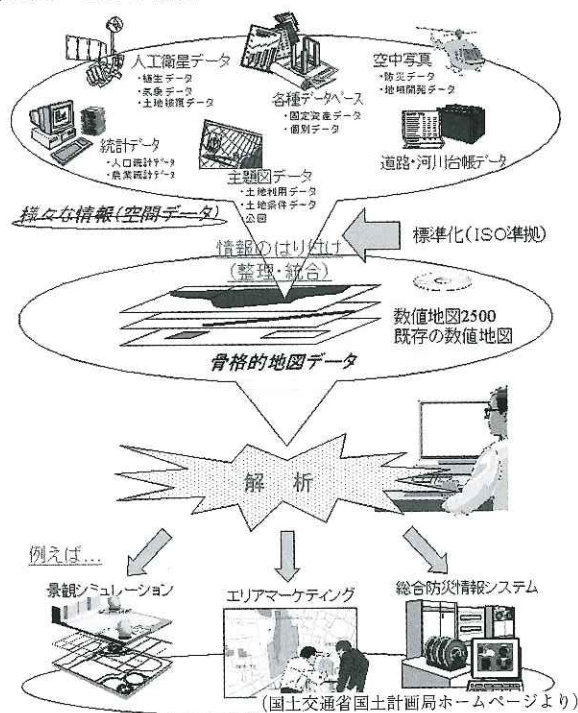 人工衛星データ
・植生データ
・気象データ
・土地被覆データ
各種データベース
・固定資産データ
・個別データ
空中写真
・防災データ
・地域開発データ
統計データ
・人口統計データ
・農業統計データ
主題図データ
・土地利用データ
・土地条件データ
・公図
道路・河川台帳データ
様々な情報(空間データ)
情報のはり付け
(整理・統合)
標準化(ISO準拠)
数値地図2500
既存の数値地図
骨格的地図データ
解 析
例えば…
景観シミュレーション
エリアマーケティング
総合防災情報システム
(国土交通省国土計画局ホームページより)